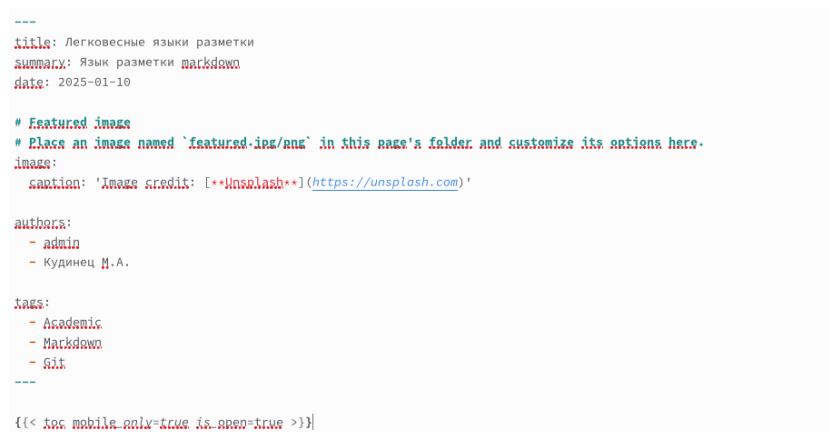 ---
title: Легковесные языки разметки
summary: Язык разметки markdown
date: 2025-01-10

# Featured image
# Place an image named `featured.jpg/png` in this page's folder and customize its options here.
image:
  caption: 'Image credit: [**Unsplash**](https://unsplash.com)'

authors:
  - admin
  - Кудинец М.А.

tags:
  - Academic
  - Markdown
  - Git
---

{{< toc mobile_only=true is_open=true >}}